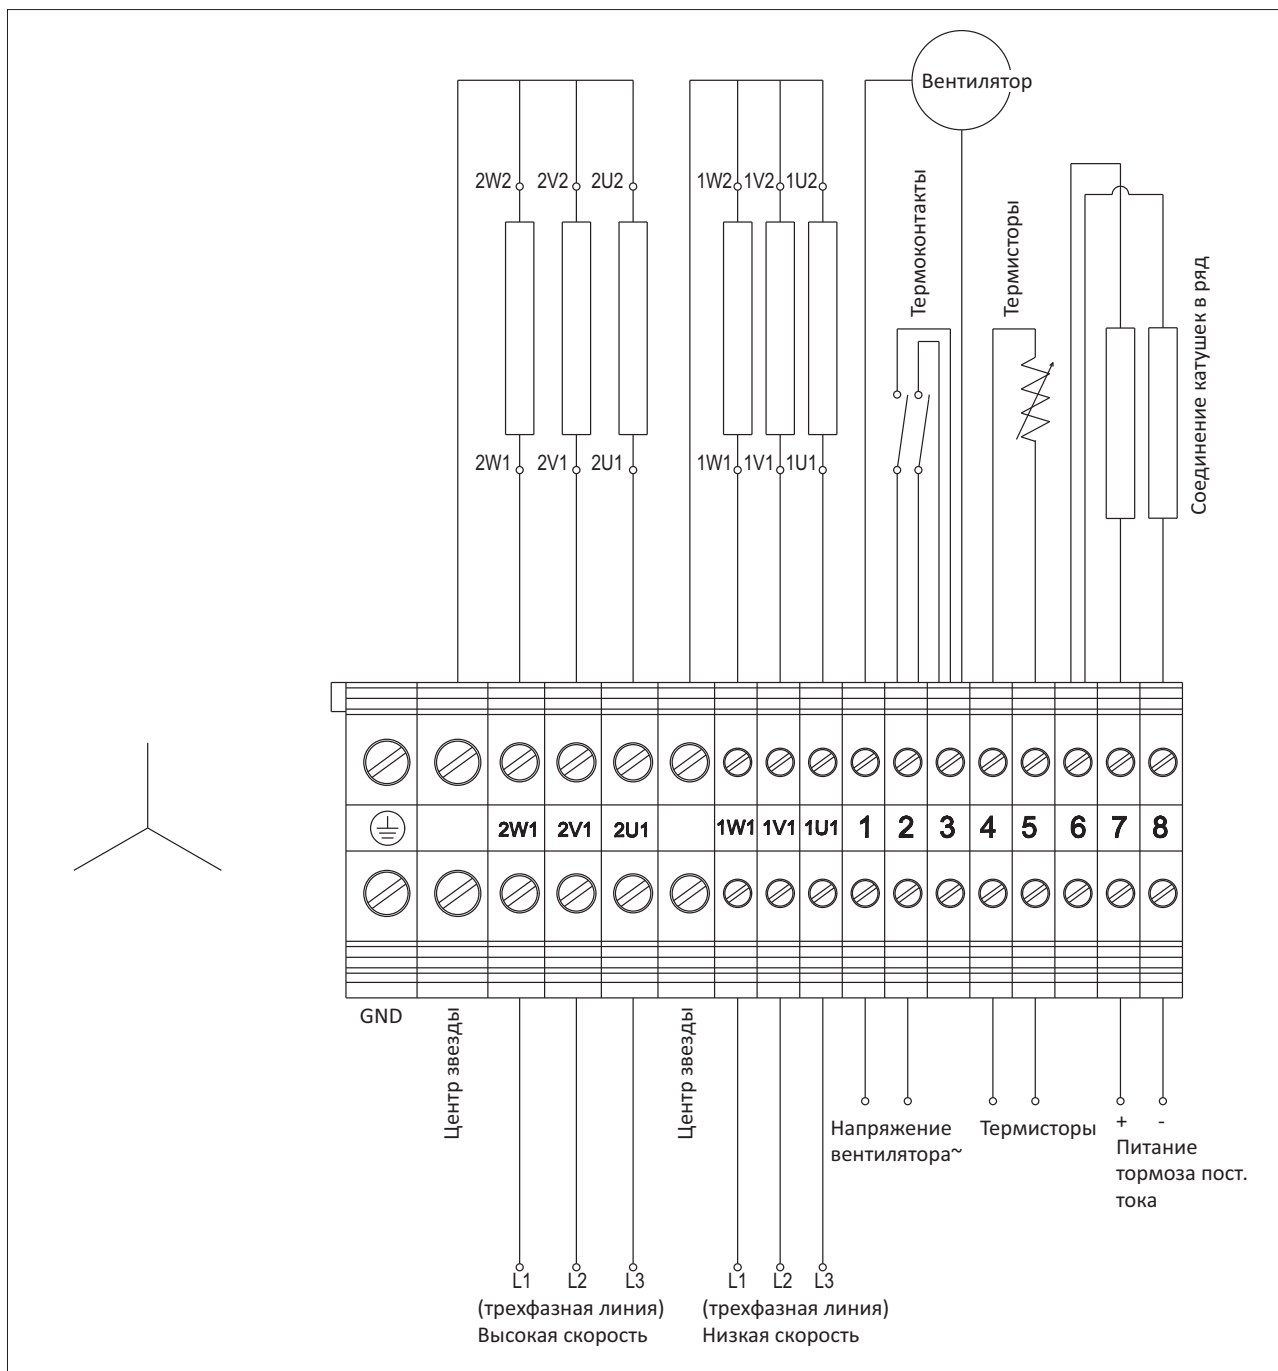 Вентилятор
2W2
2V2
2U2
1W2
1V2
1U2
Термоконтакты
Термисторы
Соединение катушек в ряд
2W1
2V1
2U1
1W1
1V1
1U1
2W1
2V1
2U1
1W1
1V1
1U1
1
2
3
4
5
6
7
8
GND
Центр звезды
Центр звезды
Напряжение
вентилятора~
Термисторы
+
-
Питание
тормоза пост.
тока
L1
L2
L3
(трехфазная линия)
Высокая скорость
L1
L2
L3
(трехфазная линия)
Низкая скорость